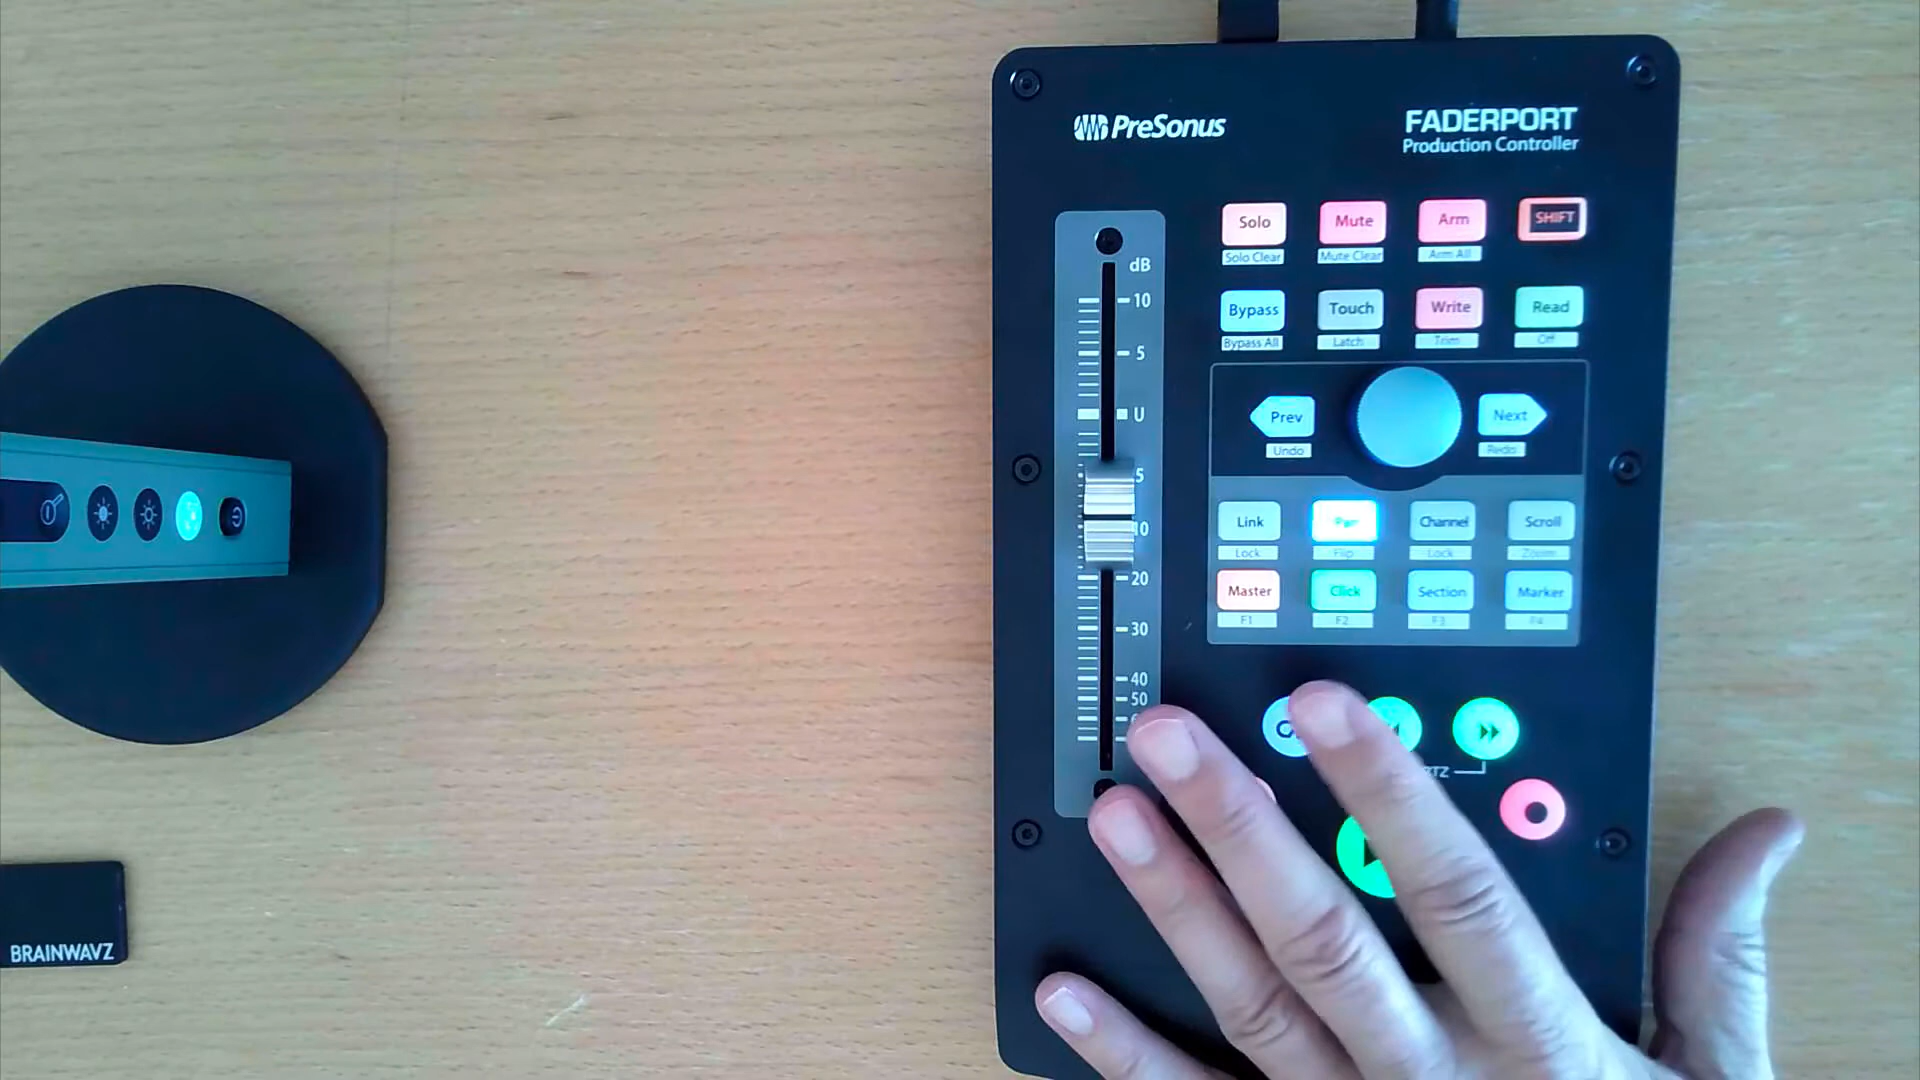 PreSonus
FADERPORT
Production Controller
Solo
Mute
Arm
SHIFT
Solo Clear
Mute Clear
Arm All
Bypass
Touch
Write
Read
Bypass All
Latch
Trim
Off
Prev
Next
Undo
Redo
Link
Pan
Channel
Scroll
Lock
Flip
Lock
Zoom
Master
Click
Section
Marker
F1
F2
F3
F4
dB
10
5
U
5
10
20
30
40
50
RTZ
BRAINWAVZ